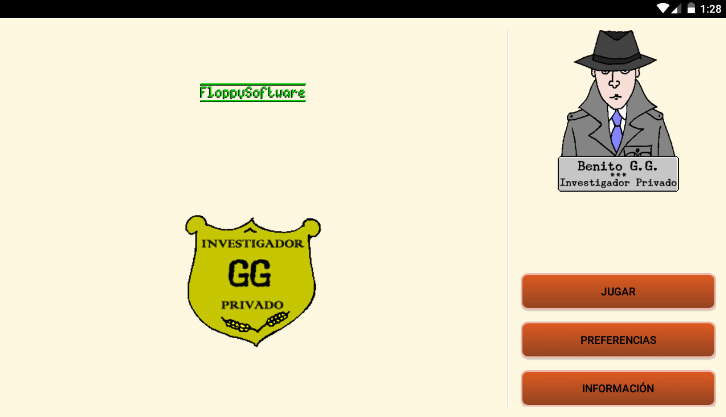 1:28
FloppySoftware
INVESTIGADOR
GG
PRIVADO
Benito G.G.
***
Investigador Privado
JUGAR
PREFERENCIAS
INFORMACIÓN